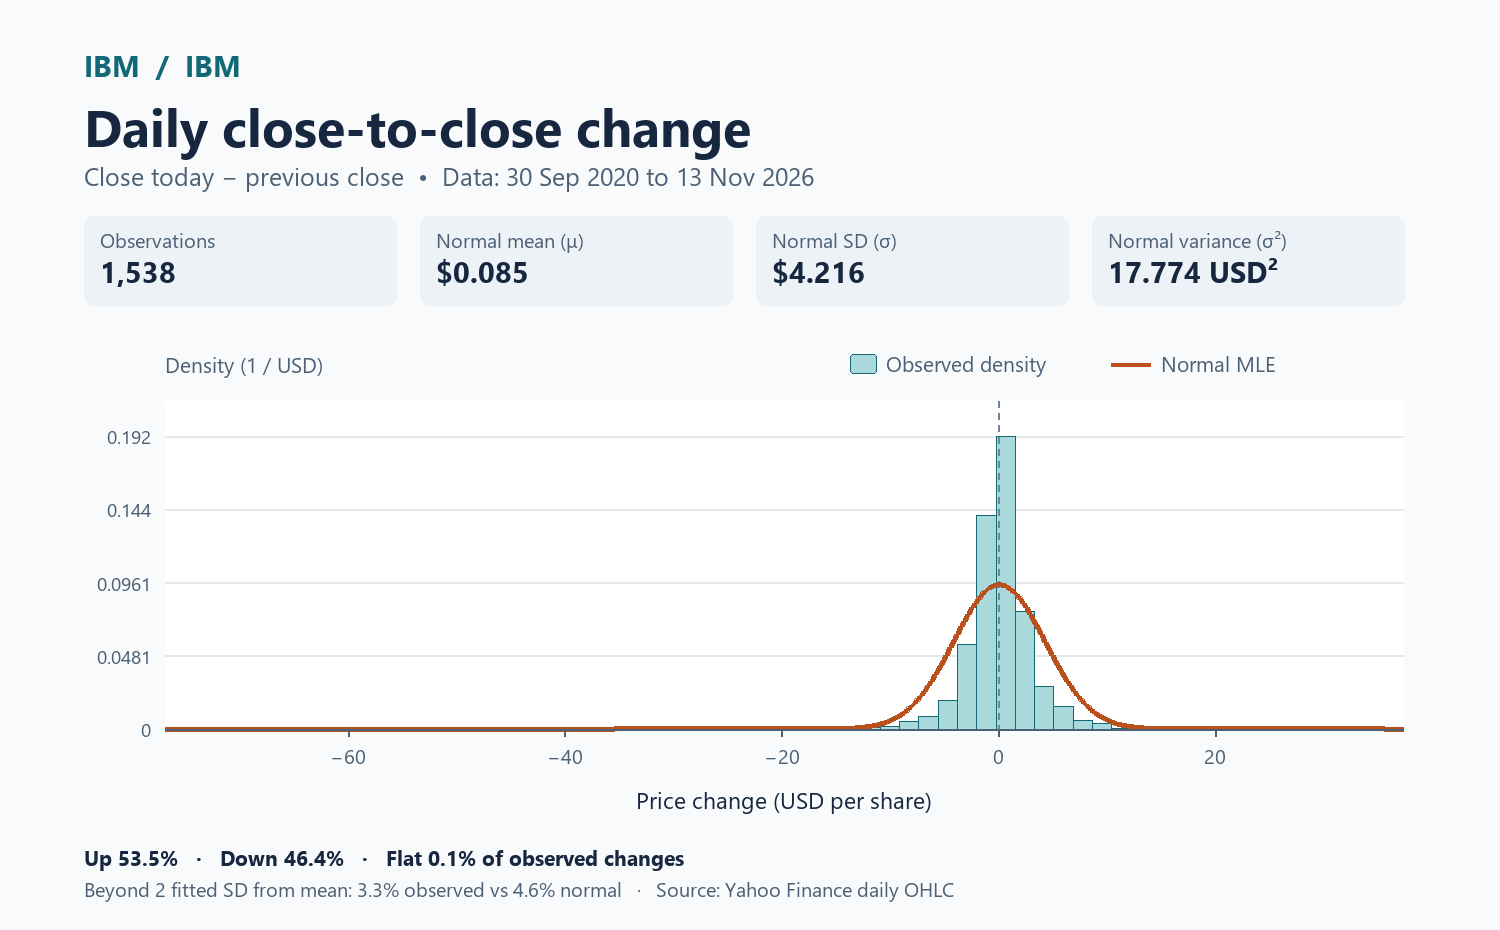 IBM / IBM
Daily close-to-close change
Close today − previous close • Data: 30 Sep 2020 to 13 Nov 2026
Observations
1,538
Normal mean (μ)
$0.085
Normal SD (σ)
$4.216
Normal variance (σ²)
17.774 USD²
Density (1 / USD)
Observed density
Normal MLE
0.192
0.144
0.0961
0.0481
0
−60
−40
−20
0
20
Price change (USD per share)
Up 53.5% · Down 46.4% · Flat 0.1% of observed changes
Beyond 2 fitted SD from mean: 3.3% observed vs 4.6% normal · Source: Yahoo Finance daily OHLC